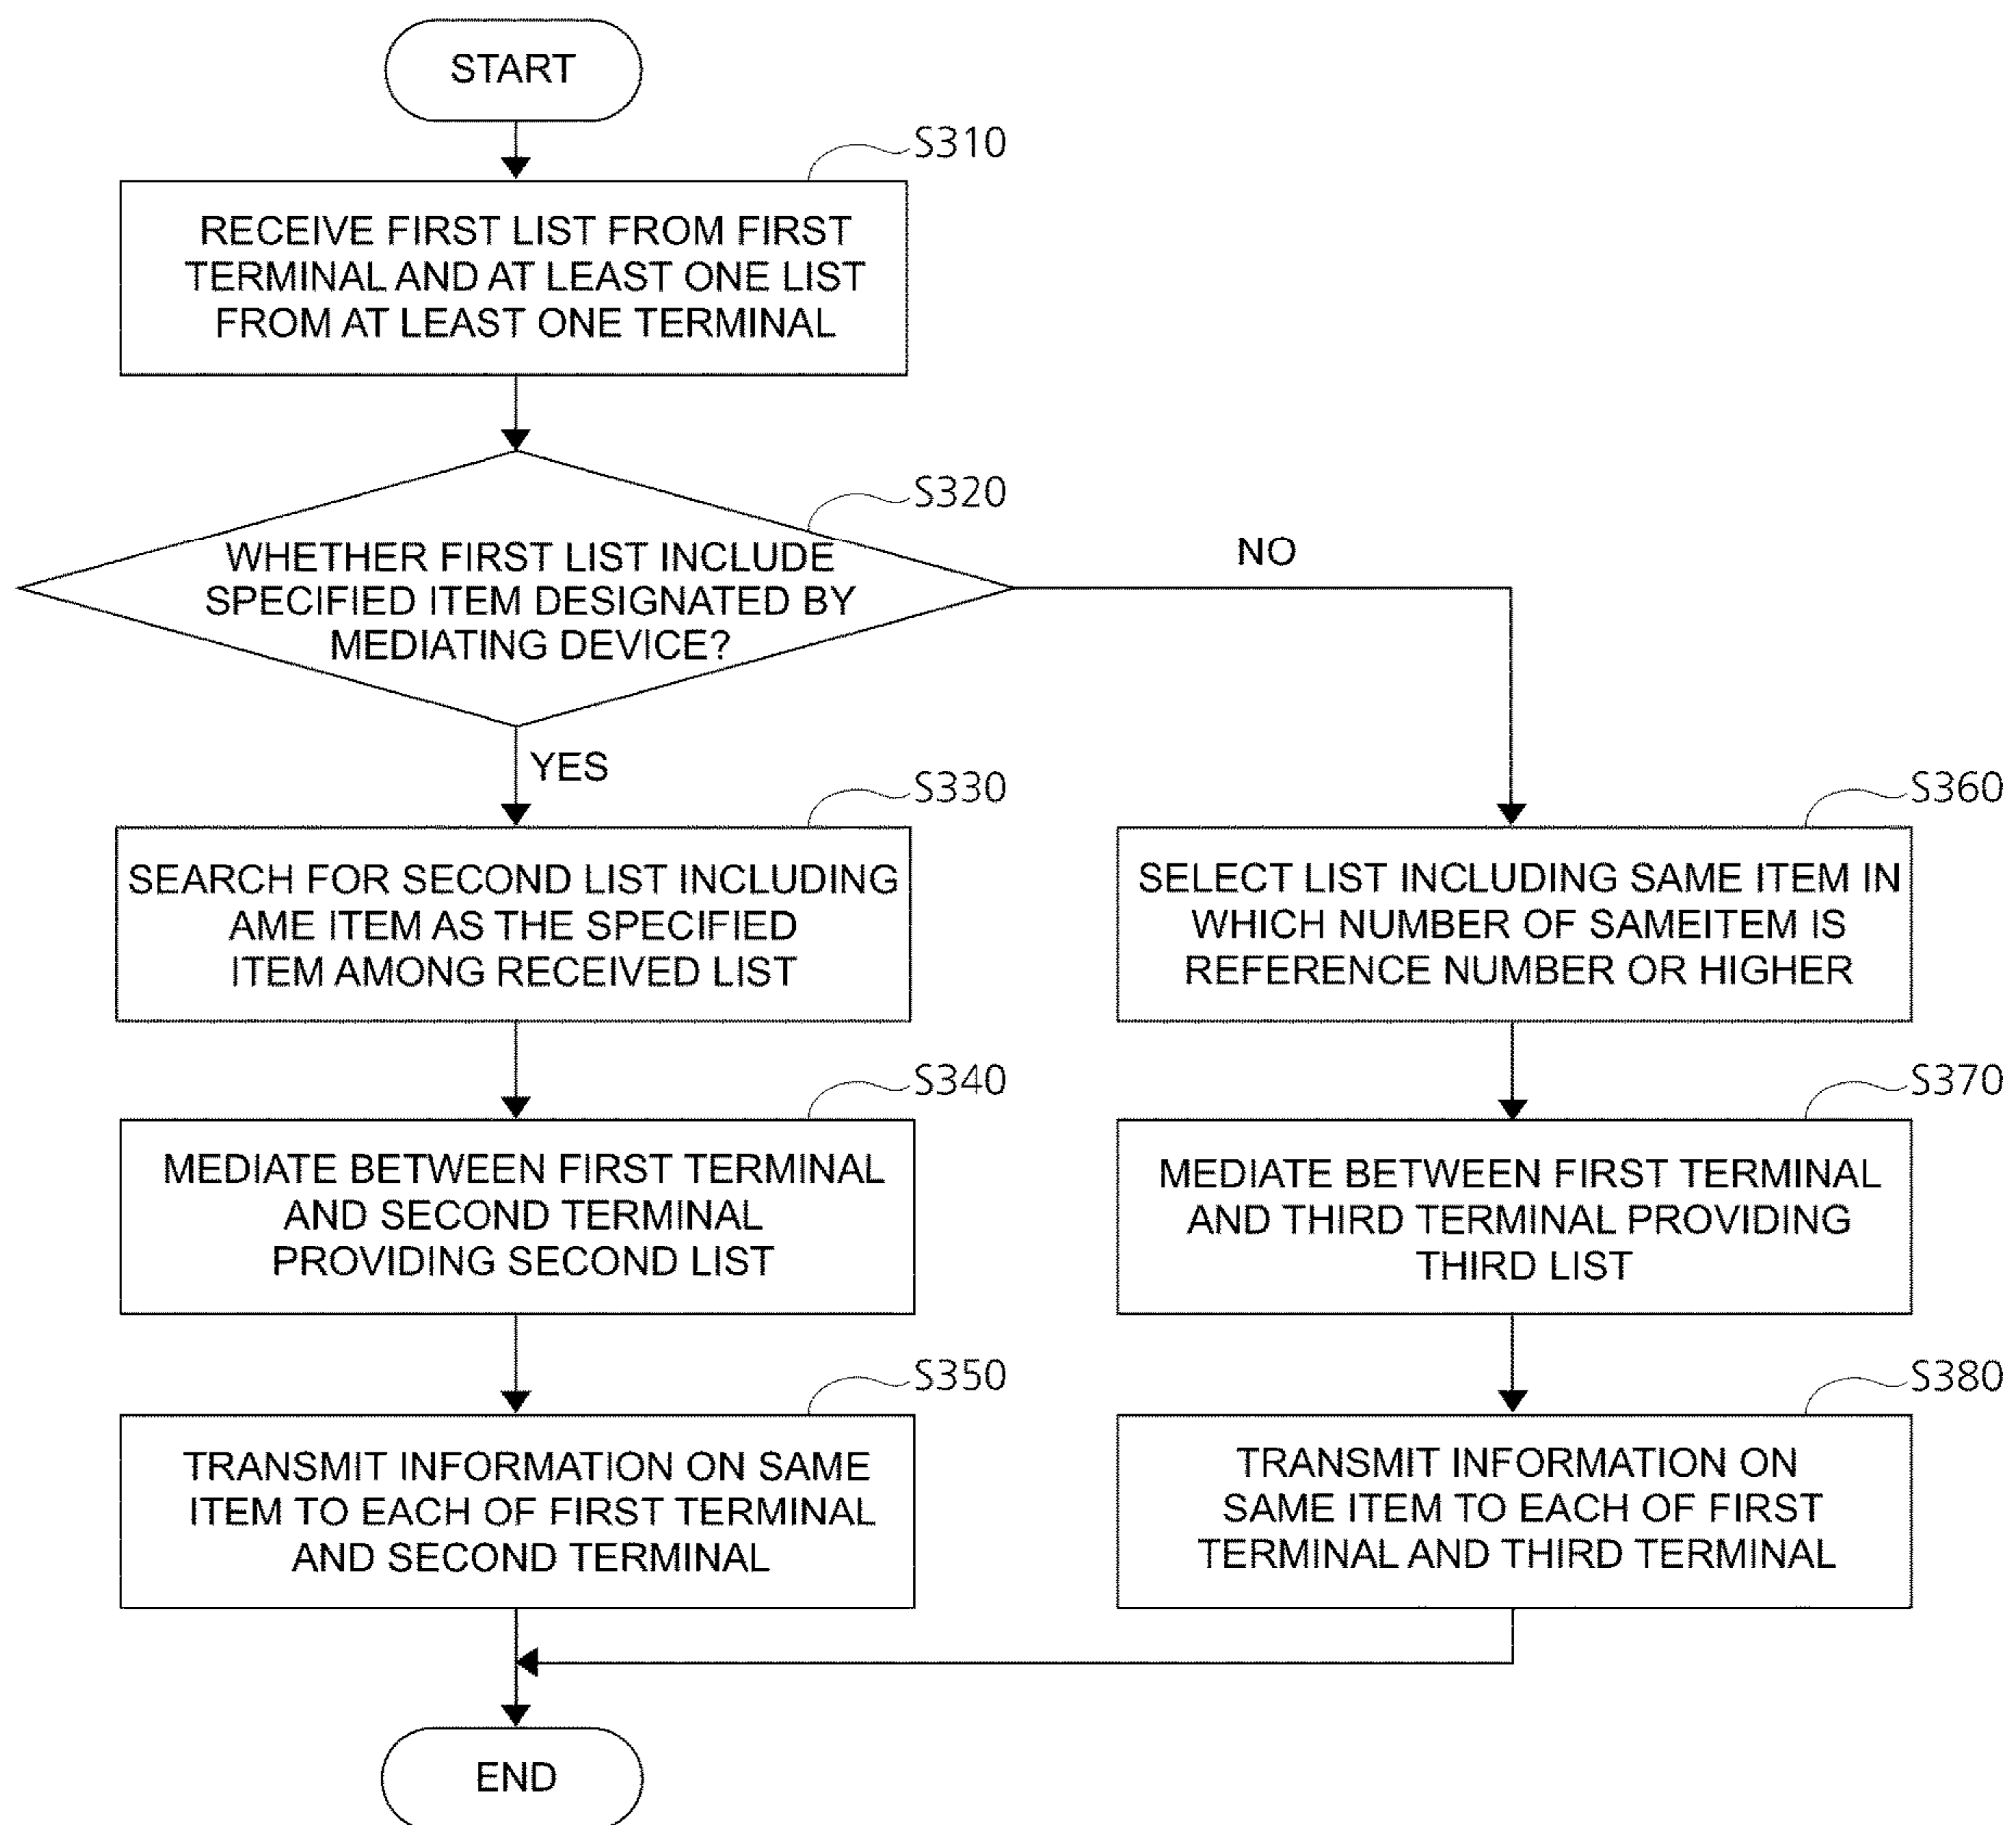 START
S310
RECEIVE FIRST LIST FROM FIRST
TERMINAL AND AT LEAST ONE LIST
FROM AT LEAST ONE TERMINAL
S320
WHETHER FIRST LIST INCLUDE
SPECIFIED ITEM DESIGNATED BY
MEDIATING DEVICE?
NO
YES
S330
SEARCH FOR SECOND LIST INCLUDING
AME ITEM AS THE SPECIFIED
ITEM AMONG RECEIVED LIST
S340
MEDIATE BETWEEN FIRST TERMINAL
AND SECOND TERMINAL
PROVIDING SECOND LIST
S350
TRANSMIT INFORMATION ON SAME
ITEM TO EACH OF FIRST TERMINAL
AND SECOND TERMINAL
S360
SELECT LIST INCLUDING SAME ITEM IN
WHICH NUMBER OF SAMEITEM IS
REFERENCE NUMBER OR HIGHER
S370
MEDIATE BETWEEN FIRST TERMINAL
AND THIRD TERMINAL PROVIDING
THIRD LIST
S380
TRANSMIT INFORMATION ON
SAME ITEM TO EACH OF FIRST
TERMINAL AND THIRD TERMINAL
END